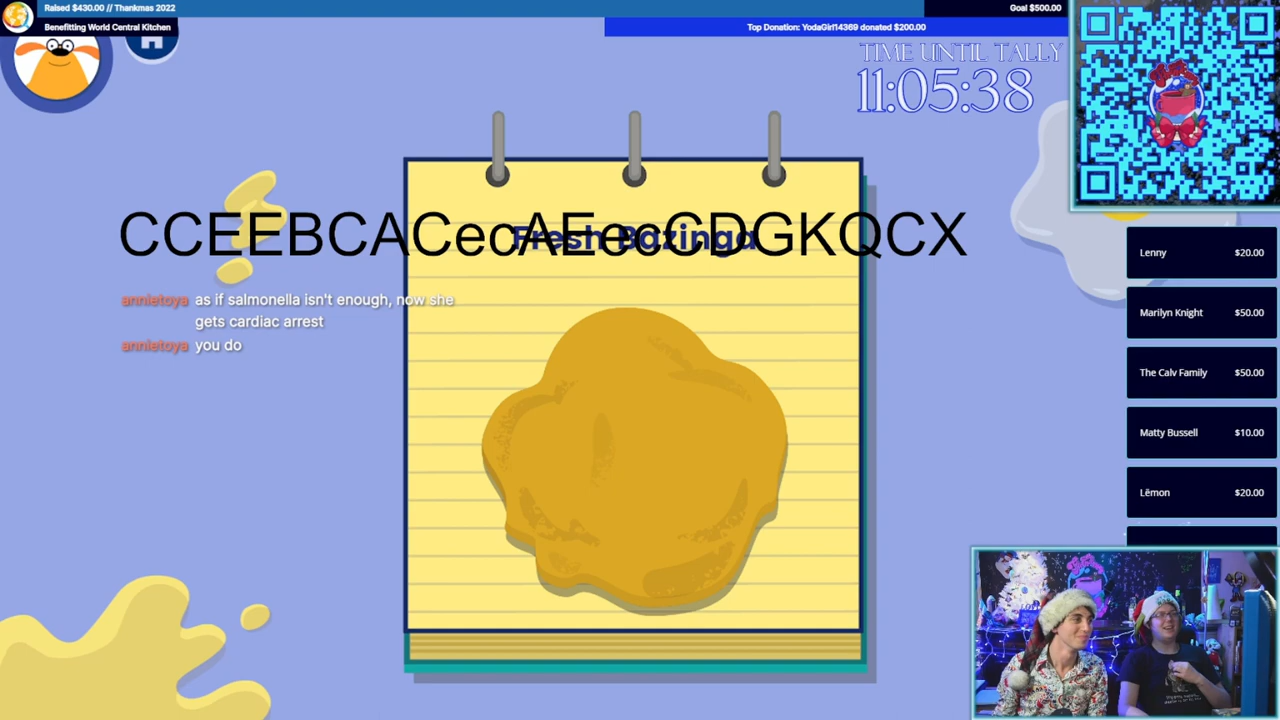 Raised $430.00 // Thankmas 2022
Goal $500.00
Benefitting World Central Kitchen
Top Donation: YodaGirl14369 donated $200.00
TIME UNTIL TALLY
11:05:38
CCEEBCACecAEeccCDGKQCX
Fresh Bazinga
annietoya as if salmonella isn't enough, now she
gets cardiac arrest
annietoya you do
Lenny $20.00
Marilyn Knight $50.00
The Calv Family $50.00
Matty Bussell $10.00
Lēmon $20.00